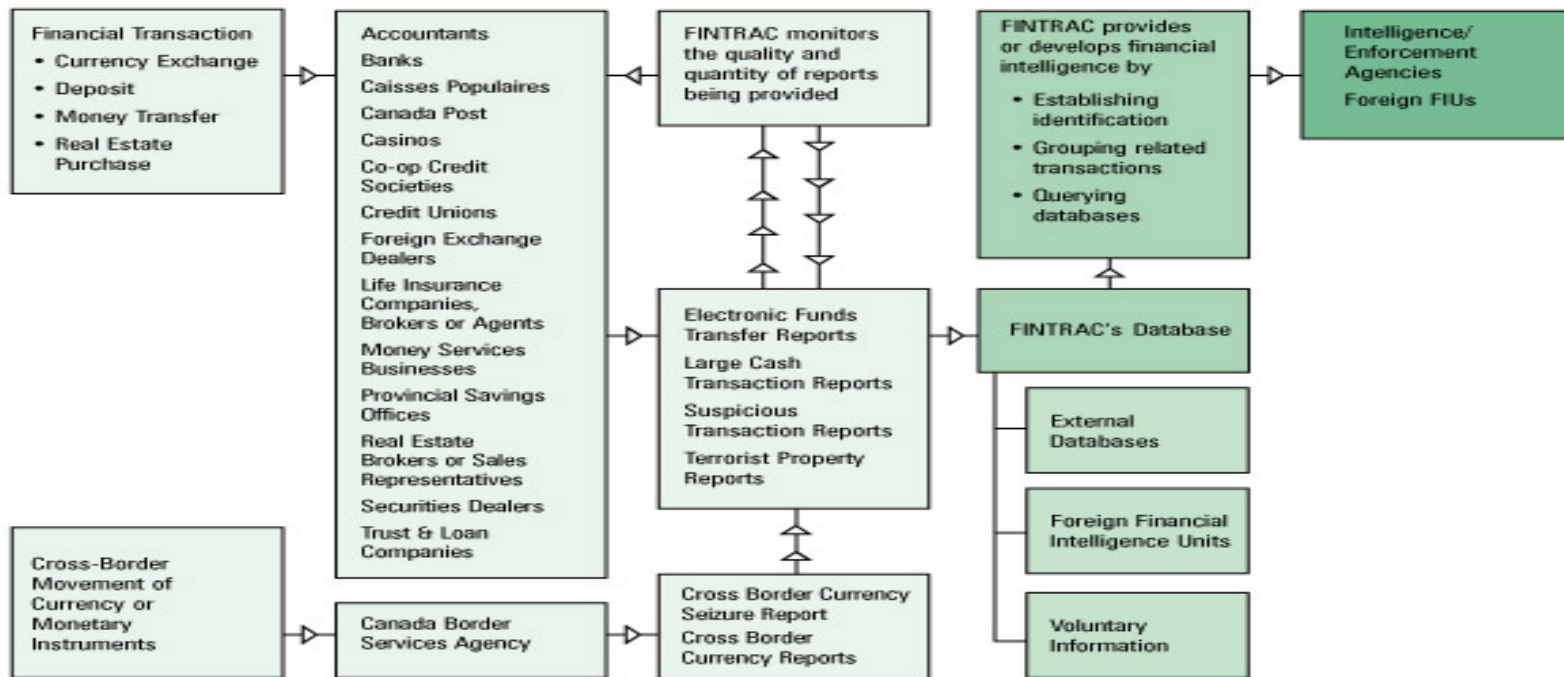 Financial Transaction
• Currency Exchange
• Deposit
• Money Transfer
• Real Estate
Purchase
Accountants
Banks
Caisses Populaires
Canada Post
Casinos
Co-op Credit
Societies
Credit Unions
Foreign Exchange
Dealers
Life Insurance
Companies,
Brokers or Agents
Money Services
Businesses
Provincial Savings
Offices
Real Estate
Brokers or Sales
Representatives
Securities Dealers
Trust & Loan
Companies
FINTRAC monitors
the quality and
quantity of reports
being provided
FINTRAC provides
or develops financial
intelligence by
• Establishing
identification
• Grouping related
transactions
• Querying
databases
Intelligence/
Enforcement
Agencies
Foreign FIUs
Electronic Funds
Transfer Reports
Large Cash
Transaction Reports
Suspicious
Transaction Reports
Terrorist Property
Reports
FINTRAC's Database
External
Databases
Foreign Financial
Intelligence Units
Voluntary
Information
Cross-Border
Movement of
Currency or
Monetary
Instruments
Canada Border
Services Agency
Cross Border Currency
Seizure Report
Cross Border
Currency Reports